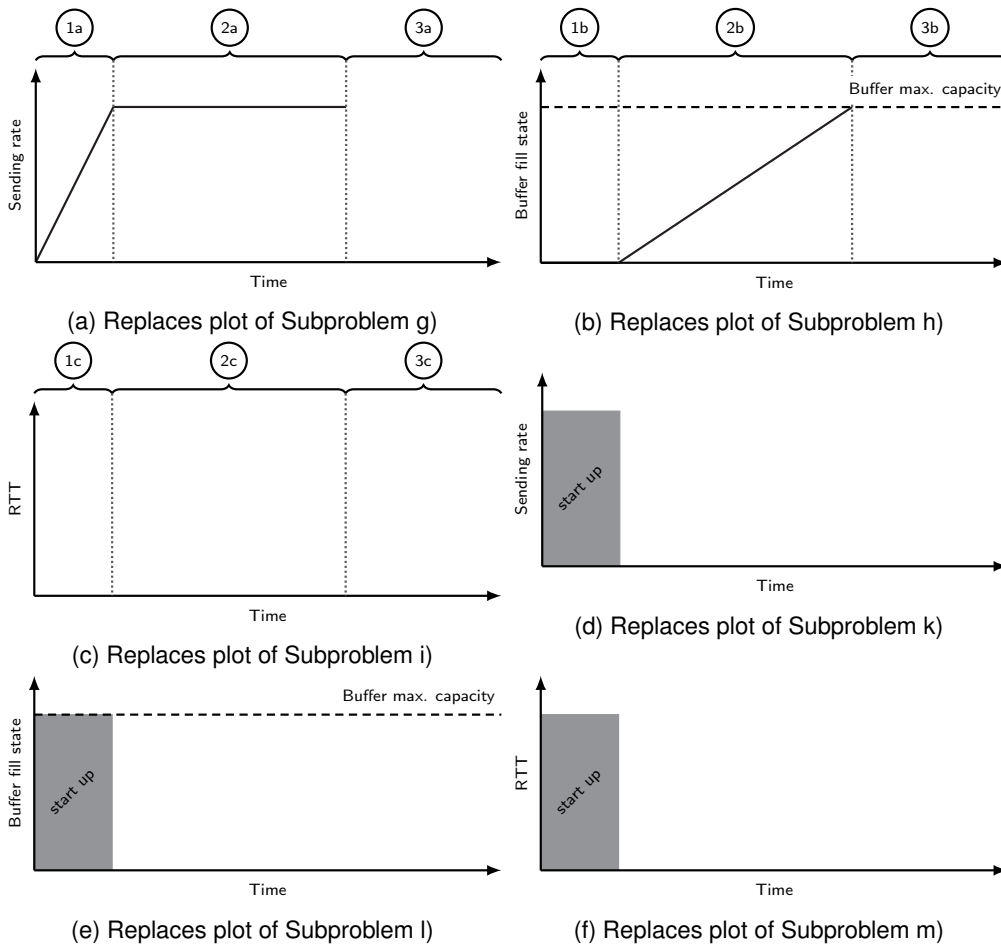 1a
2a
3a
Sending rate
Time
(a) Replaces plot of Subproblem g)
1b
2b
3b
Buffer max. capacity
Buffer fill state
Time
(b) Replaces plot of Subproblem h)
1c
2c
3c
RTT
Time
(c) Replaces plot of Subproblem i)
Sending rate
start up
Time
(d) Replaces plot of Subproblem k)
Buffer max. capacity
Buffer fill state
start up
Time
(e) Replaces plot of Subproblem l)
RTT
start up
Time
(f) Replaces plot of Subproblem m)